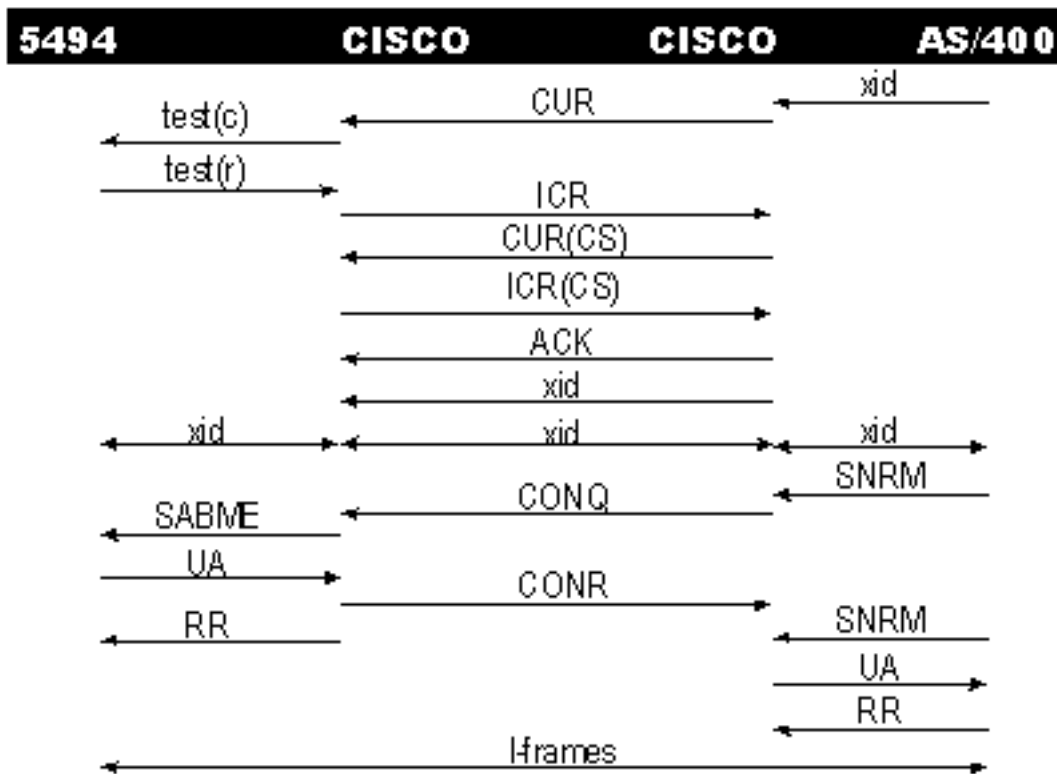 5494 CISCO CISCO AS/400
xid
CUR
test(c)
test(r)
ICR
CUR(CS)
ICR(CS)
ACK
xid
xid xid xid
SNRM
CONQ
SABME
UA
CONR
RR SNRM
UA
RR
I-frames